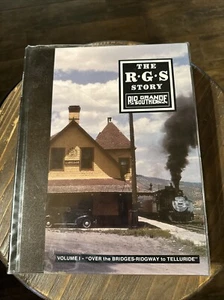 THE
R·G·S
STORY
RIO GRANDE
SOUTHERN
VOLUME I - "OVER the BRIDGES-RIDGWAY to TELLURIDE"